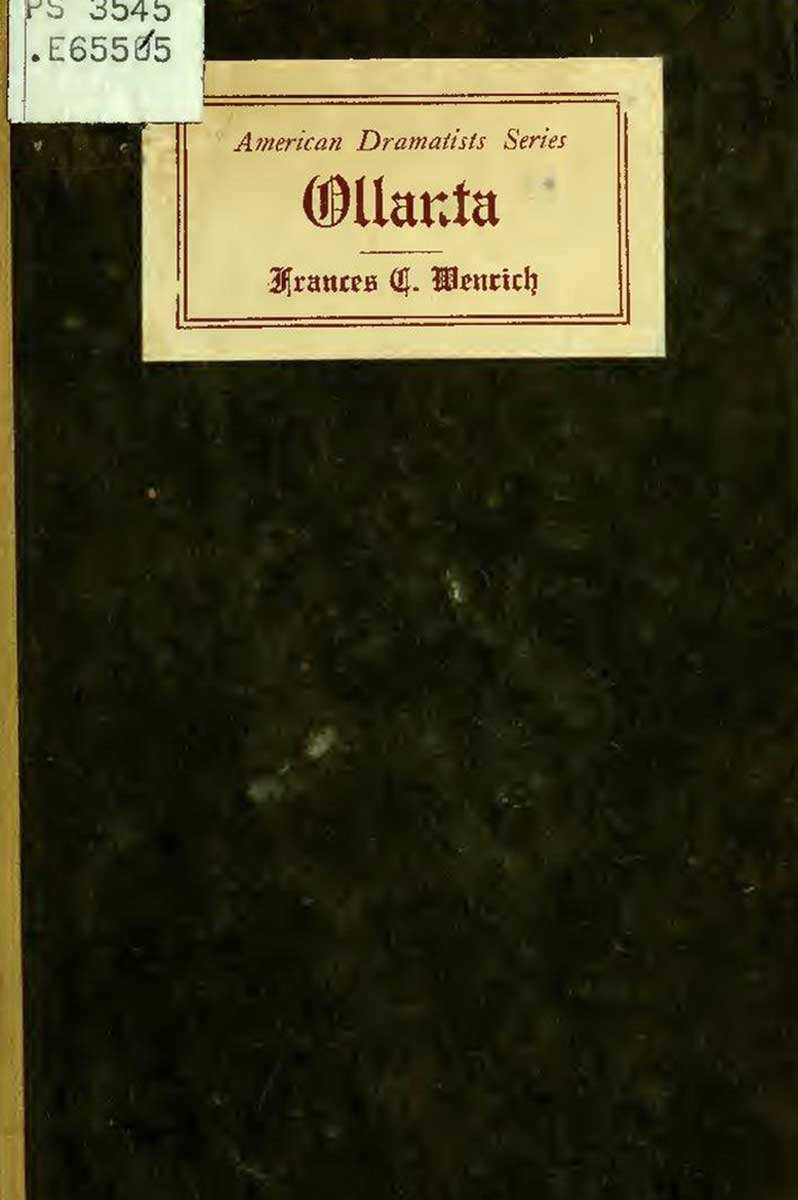 PS 3545
.E65505
American Dramatists Series
Ollanta
Frances C. Wenrich